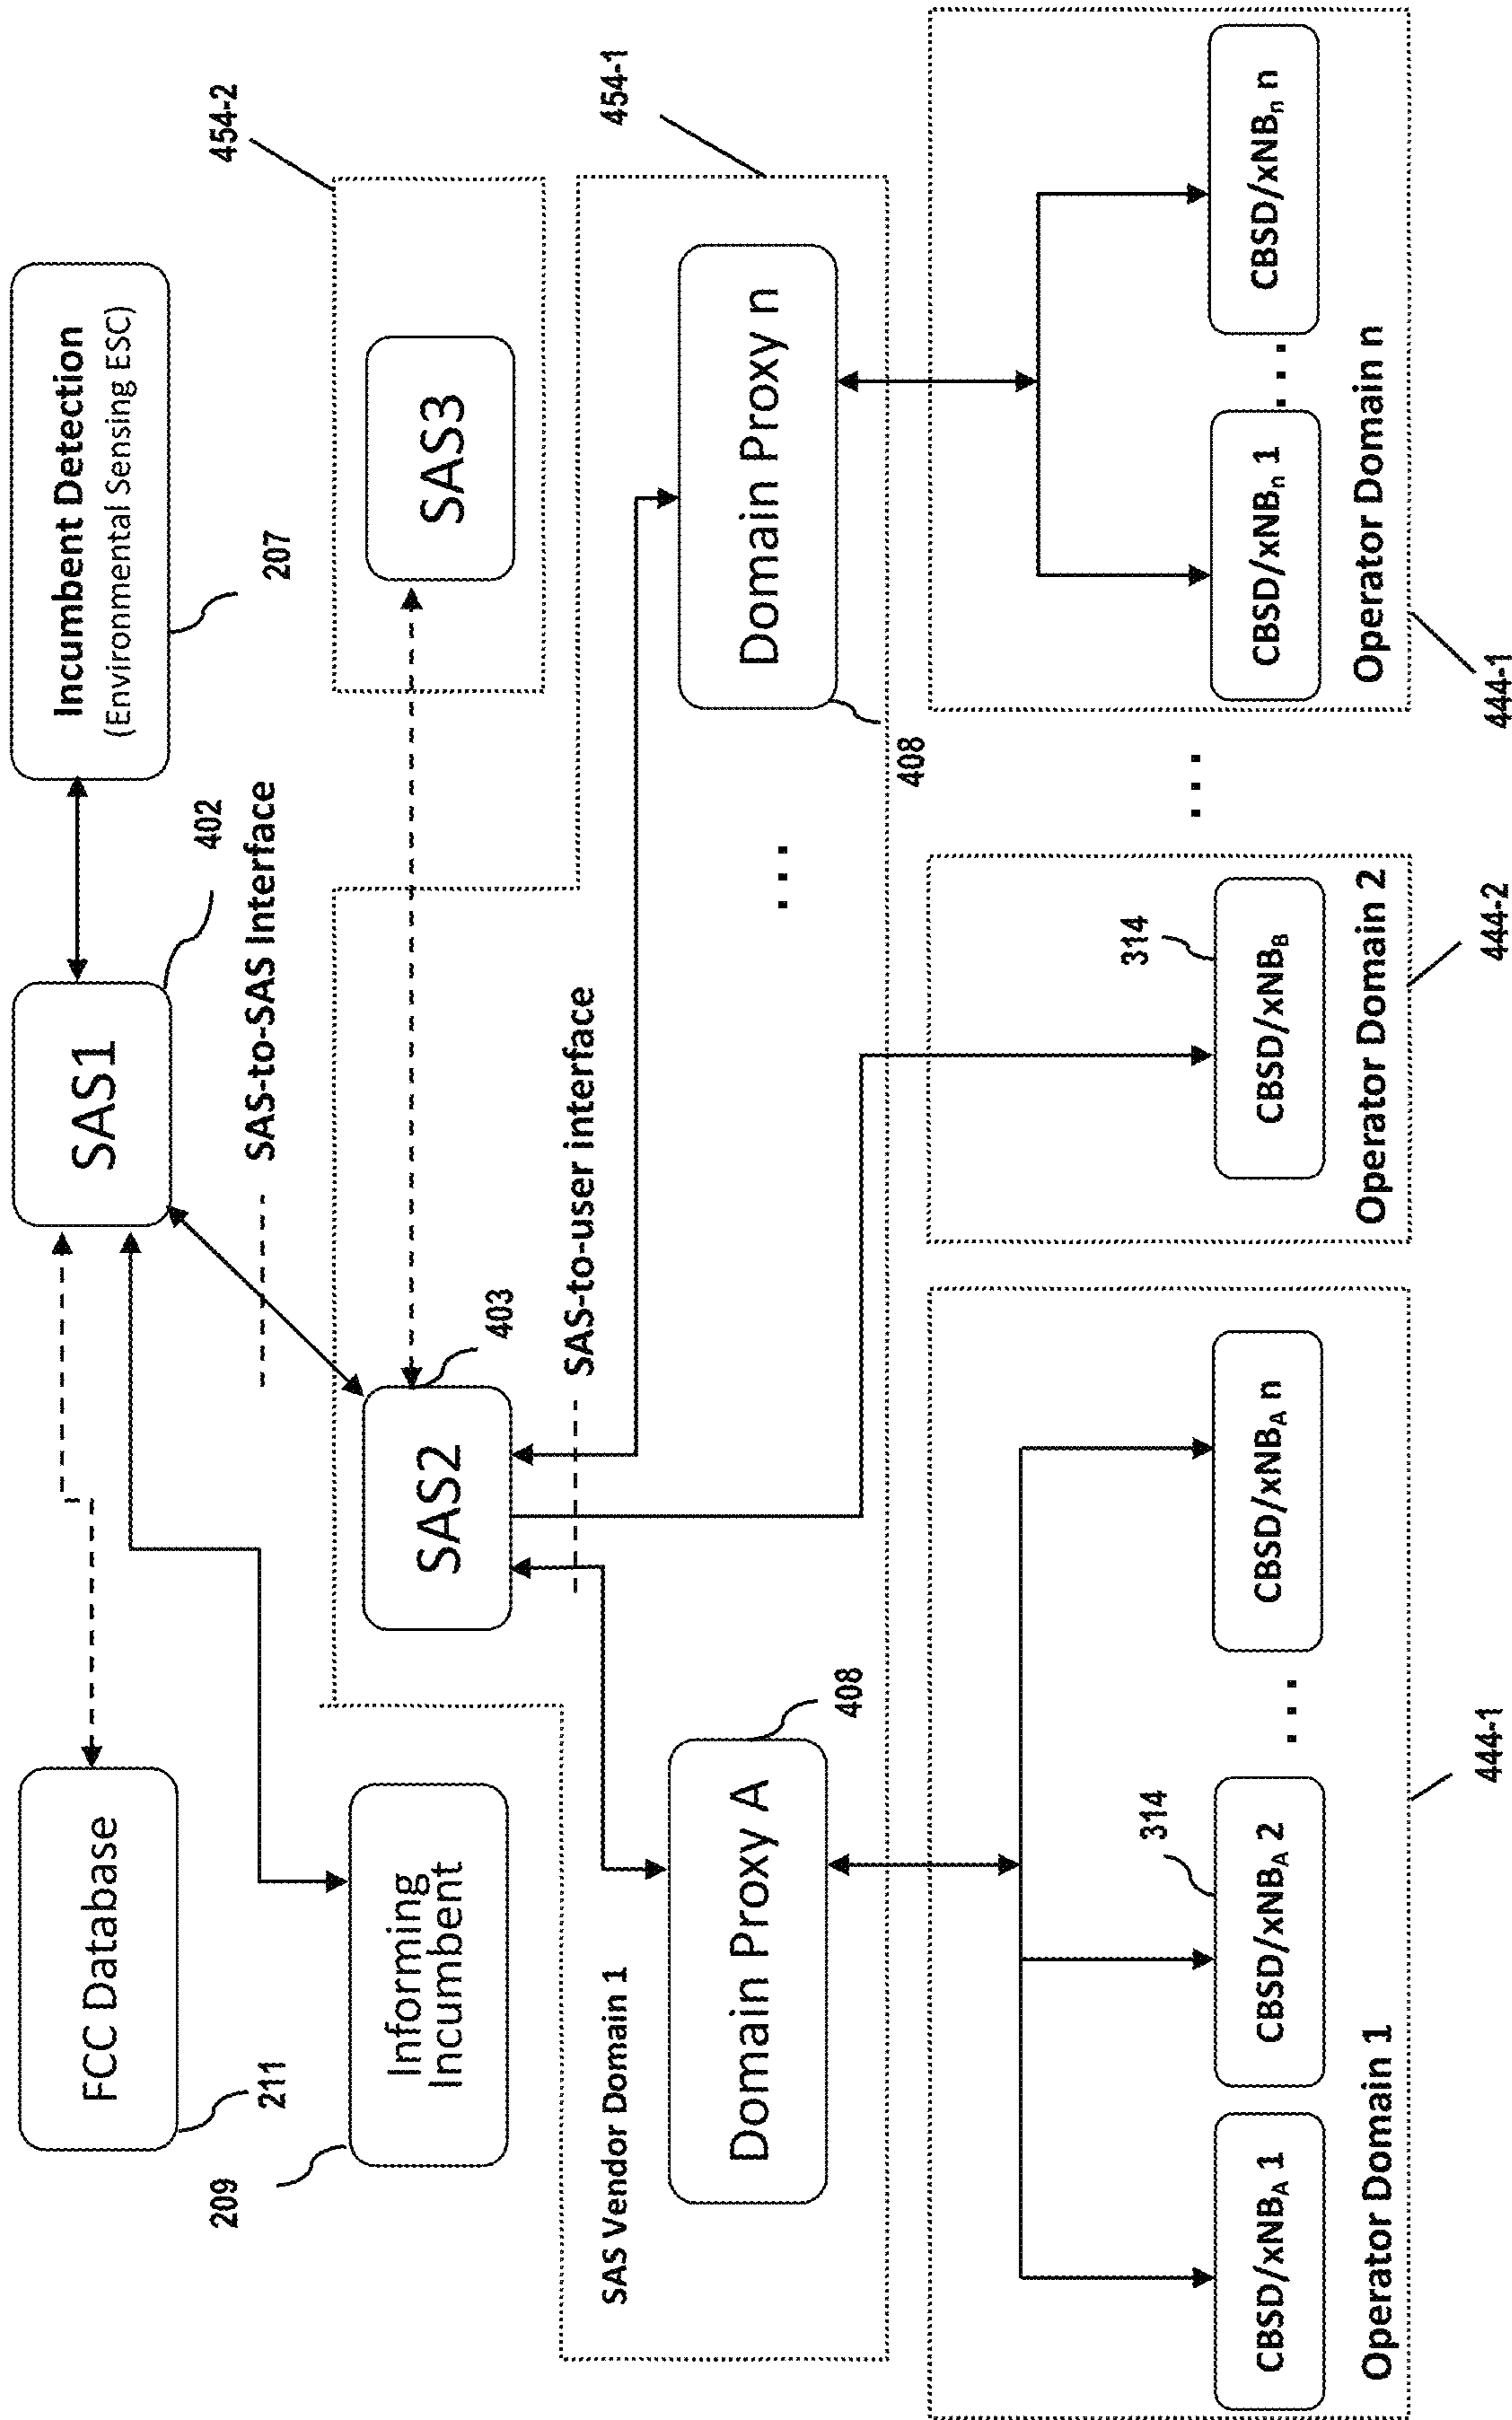 FCC Database
211
SAS1
402
Incumbent Detection
(Environmental Sensing ESC)
207
Informing
Incumbent
209
SAS-to-SAS Interface
454-2
SAS2
403
SAS3
SAS-to-user interface
454-1
SAS Vendor Domain 1
Domain Proxy A
408
...
Domain Proxy n
408
CBSD/xNBA 1
CBSD/xNBA 2
314
...
CBSD/xNBA n
Operator Domain 1
444-1
CBSD/xNBB
314
Operator Domain 2
444-2
...
CBSD/xNBn 1
...
CBSD/xNBn n
Operator Domain n
444-1